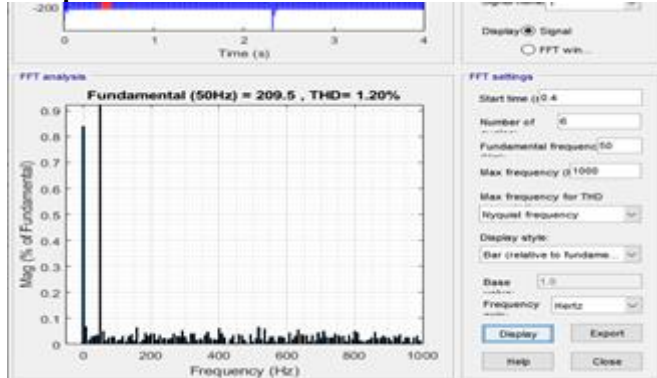 -200
0 1 2 3 4
Time (s)
Display Signal
FFT win...
FFT analysis
Fundamental (50Hz) = 209.5 , THD= 1.20%
0.9
0.8
0.7
0.6
0.5
0.4
0.3
0.2
0.1
0
Mag (% of Fundamental)
0 200 400 600 800 1000
Frequency (Hz)
FFT settings
Start time (0.4
Number of 6
Fundamental frequenc 50
Max frequency (1000
Max frequency for THD
Nyquist frequency
Display style:
Bar (relative to fundame...
Base 1.0
Frequency Hertz
Display Export
Help Close